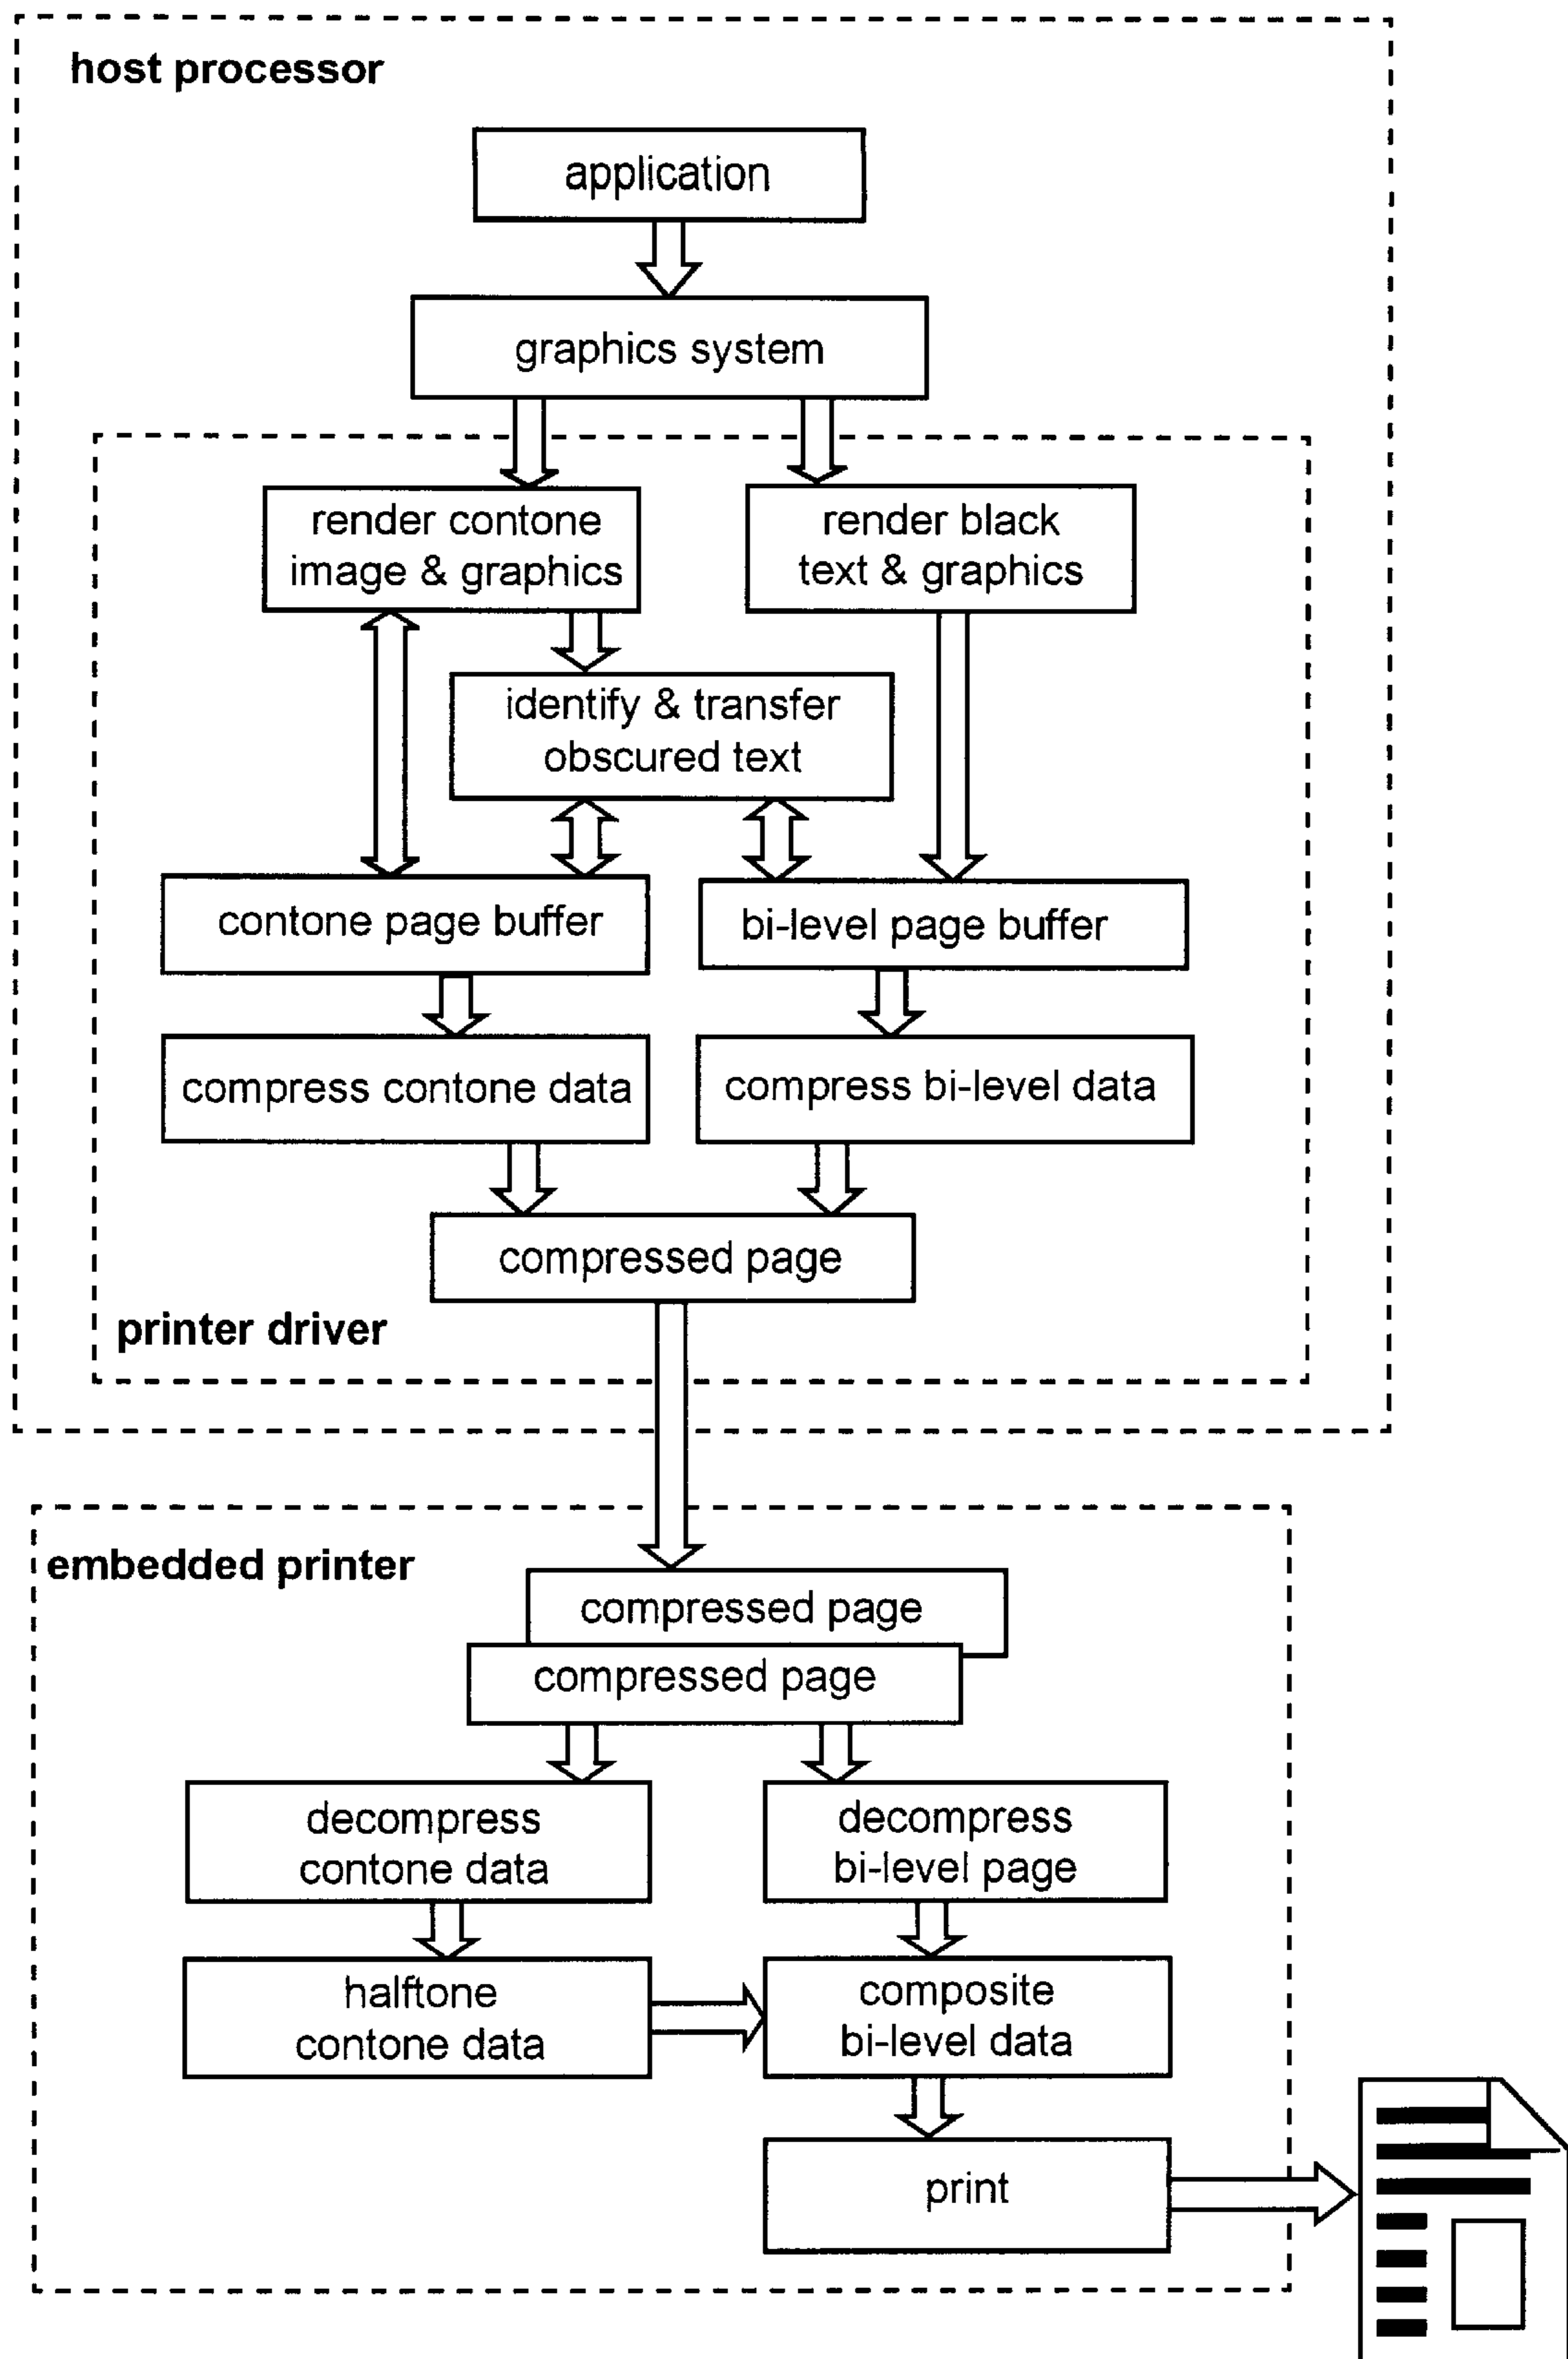 host processor
application
graphics system
render contone
image & graphics
render black
text & graphics
identify & transfer
obscured text
contone page buffer
bi-level page buffer
compress contone data
compress bi-level data
compressed page
printer driver
embedded printer
compressed page
compressed page
decompress
contone data
decompress
bi-level page
halftone
contone data
composite
bi-level data
print